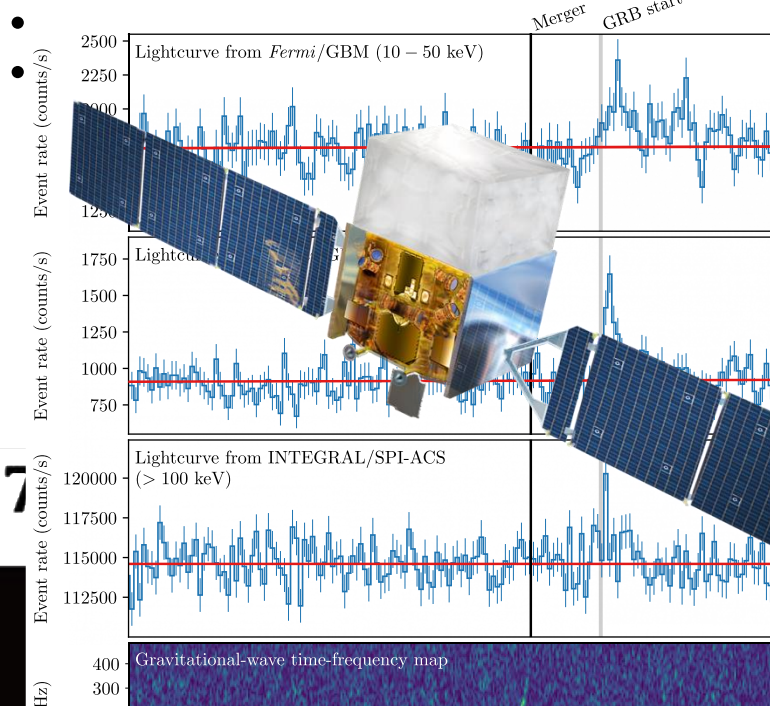 Merger
GRB start
Lightcurve from Fermi/GBM (10 − 50 keV)
Event rate (counts/s)
2500
2250
2000
Event rate (counts/s)
1750
1500
1250
1000
750
Lightcurve from INTEGRAL/SPI-ACS
(> 100 keV)
Event rate (counts/s)
120000
117500
115000
112500
7
Gravitational-wave time-frequency map
400
300
Hz)